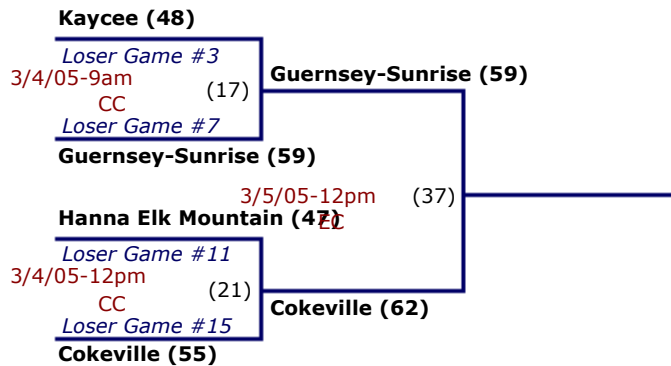 Kaycee (48)
Loser Game #3
3/4/05-9am
CC
(17)
Loser Game #7
Guernsey-Sunrise (59)
Guernsey-Sunrise (59)
3/5/05-12pm
EC
(37)
Hanna Elk Mountain (47)
Loser Game #11
3/4/05-12pm
CC
(21)
Loser Game #15
Cokeville (55)
Cokeville (62)